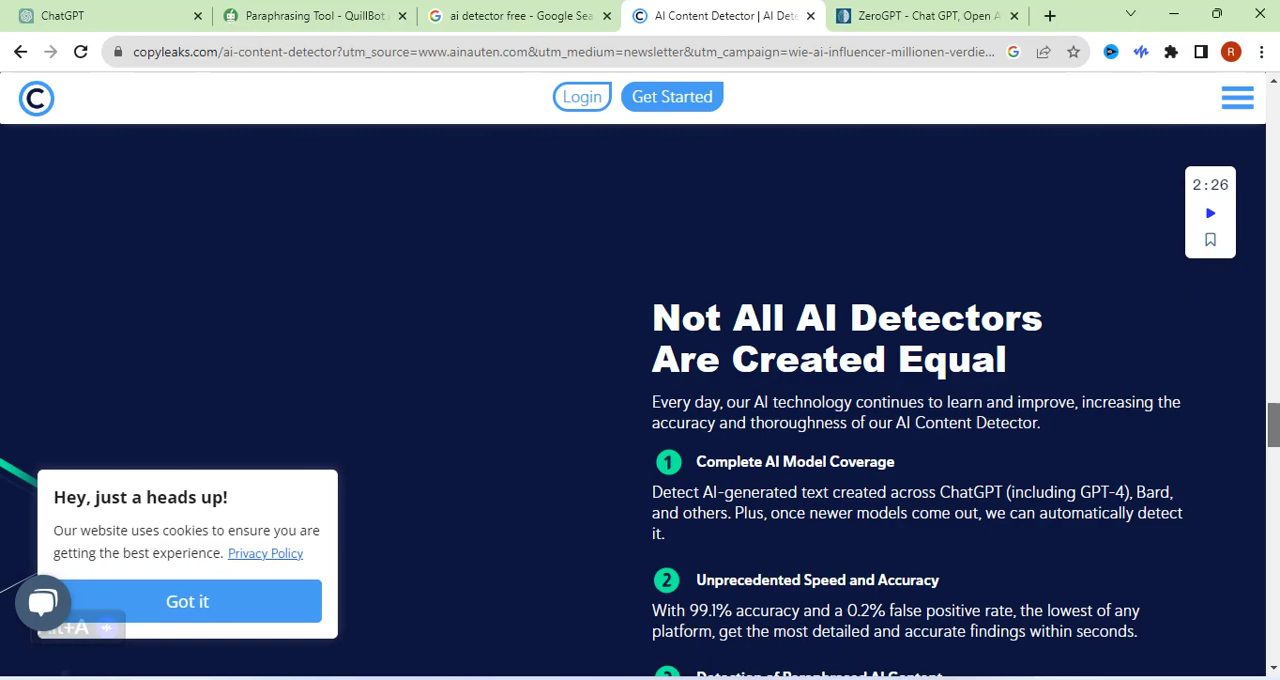 ChatGPT
Paraphrasing Tool - QuillBot
ai detector free - Google Sea
AI Content Detector | AI Dete
ZeroGPT - Chat GPT, Open A
copyleaks.com/ai-content-detector?utm_source=www.ainauten.com&utm_medium=newsletter&utm_campaign=wie-ai-influencer-millionen-verdie...
R
Login
Get Started
2:26
Not All AI Detectors
Are Created Equal
Every day, our AI technology continues to learn and improve, increasing the
accuracy and thoroughness of our AI Content Detector.
1 Complete AI Model Coverage
Detect AI-generated text created across ChatGPT (including GPT-4), Bard,
and others. Plus, once newer models come out, we can automatically detect
it.
2 Unprecedented Speed and Accuracy
With 99.1% accuracy and a 0.2% false positive rate, the lowest of any
platform, get the most detailed and accurate findings within seconds.
Detection of Paraphrased AI Content
Hey, just a heads up!
Our website uses cookies to ensure you are
getting the best experience. Privacy Policy
Got it